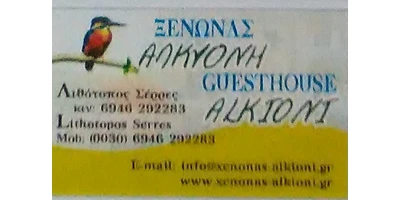 ΞΕΝΩΝΑΣ
ΑΛΚΥΟΝΗ
GUESTHOUSE
ALKIONI
Λιθότοπος Σέρρες
κιν: 6946 292283
Lithotopos Serres
Mob: (0030) 6946 292283
E-mail: info@xenonas-alkioni.gr
www.xenonas-alkioni.gr